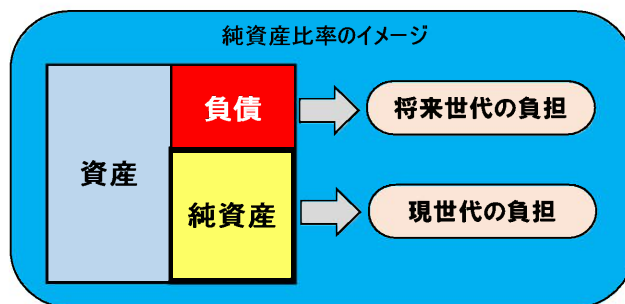 純資産比率のイメージ
資産
負債
将来世代の負担
純資産
現世代の負担